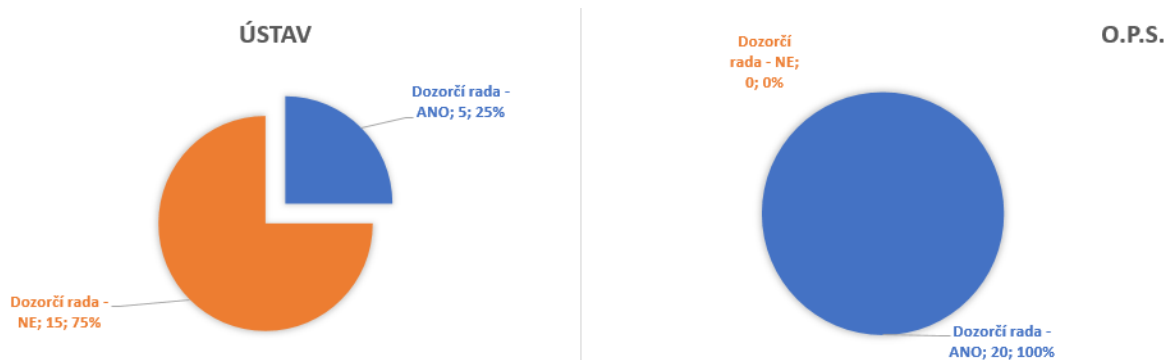 ÚSTAV
Dozorčí rada -
ANO; 5; 25%
Dozorčí rada -
NE; 15; 75%
O.P.S.
Dozorčí
rada - NE;
0; 0%
Dozorčí rada -
ANO; 20; 100%